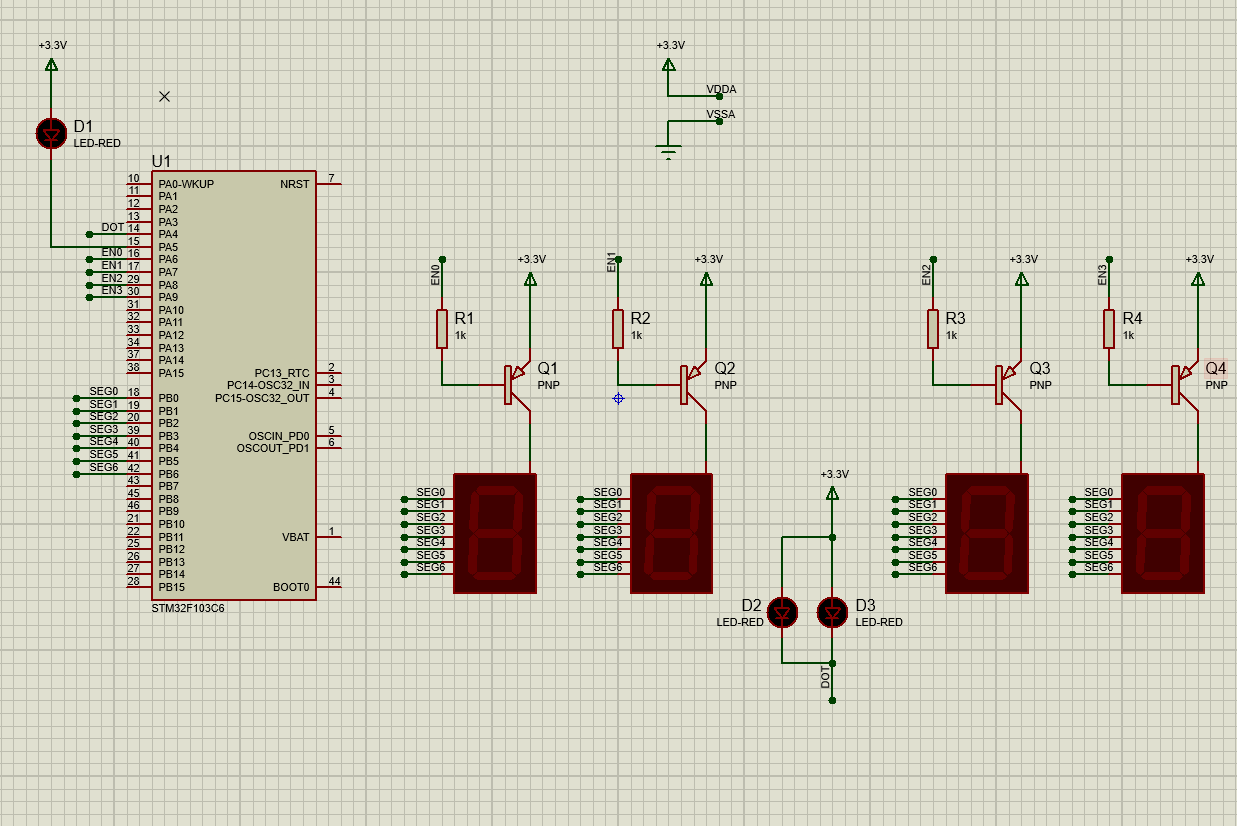 +3.3V
+3.3V
VDDA
VSSA
D1
LED-RED
U1
10 PA0-WKUP NRST 7
11 PA1
12 PA2
13 PA3
DOT 14 PA4
15 PA5
EN0 16 PA6
EN1 17 PA7
EN2 29 PA8
EN3 30 PA9
31 PA10
32 PA11
33 PA12
34 PA13
37 PA14
38 PA15
PC13_RTC 2
PC14-OSC32_IN 3
PC15-OSC32_OUT 4
SEG0 18 PB0
SEG1 19 PB1
SEG2 20 PB2
SEG3 39 PB3
SEG4 40 PB4
SEG5 41 PB5
SEG6 42 PB6
OSCIN_PD0 5
OSCOUT_PD1 6
43 PB7
45 PB8
46 PB9
21 PB10
22 PB11 VBAT 1
25 PB12
26 PB13
27 PB14
28 PB15 BOOT0 44
STM32F103C6
EN0
+3.3V
R1
1k
Q1
PNP
SEG0
SEG1
SEG2
SEG3
SEG4
SEG5
SEG6
EN1
+3.3V
R2
1k
Q2
PNP
SEG0
SEG1
SEG2
SEG3
SEG4
SEG5
SEG6
+3.3V
D2
LED-RED
D3
LED-RED
DOT
EN2
+3.3V
R3
1k
Q3
PNP
SEG0
SEG1
SEG2
SEG3
SEG4
SEG5
SEG6
EN3
+3.3V
R4
1k
Q4
PNP
SEG0
SEG1
SEG2
SEG3
SEG4
SEG5
SEG6